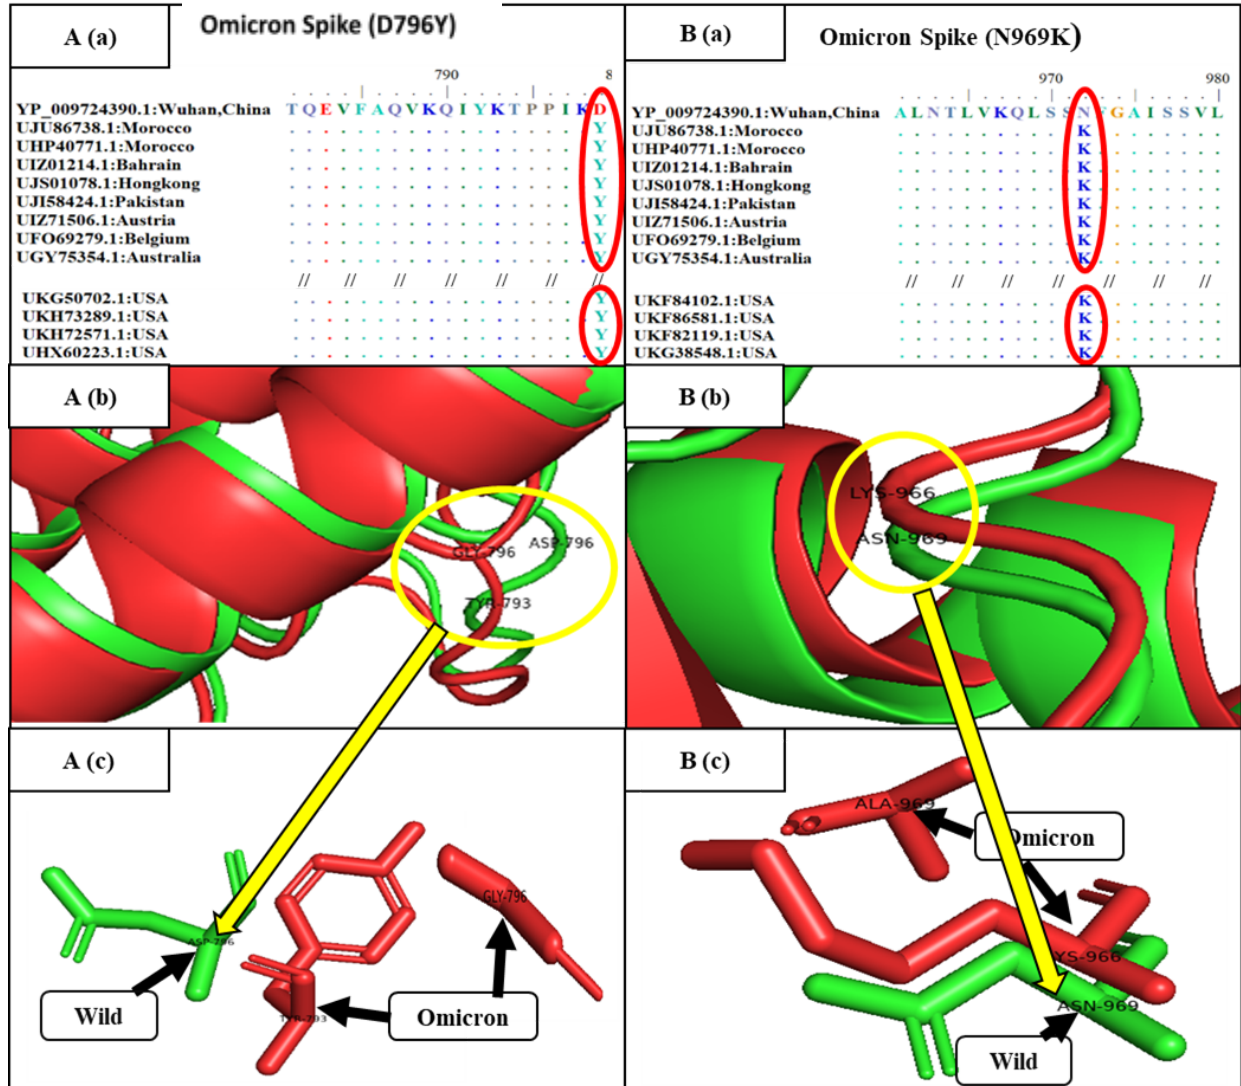 A (a)
Omicron Spike (D796Y)
790 8
YP_009724390.1:Wuhan,China T Q E V F A Q V K Q I Y K T P P I K D
UJU86738.1:Morocco . . . . . . . . . . . . . . . . . . Y
UHP40771.1:Morocco . . . . . . . . . . . . . . . . . . Y
UIZ01214.1:Bahrain . . . . . . . . . . . . . . . . . . Y
UJS01078.1:Hongkong . . . . . . . . . . . . . . . . . . Y
UJI58424.1:Pakistan . . . . . . . . . . . . . . . . . . Y
UIZ71506.1:Austria . . . . . . . . . . . . . . . . . . Y
UFO69279.1:Belgium . . . . . . . . . . . . . . . . . . Y
UGY75354.1:Australia . . . . . . . . . . . . . . . . . . Y
// // // // // // //
UKG50702.1:USA . . . . . . . . . . . . . . . . . . Y
UKH73289.1:USA . . . . . . . . . . . . . . . . . . Y
UKH72571.1:USA . . . . . . . . . . . . . . . . . . Y
UHX60223.1:USA . . . . . . . . . . . . . . . . . . Y
B (a)
Omicron Spike (N969K)
970 980
YP_009724390.1:Wuhan,China A L N T L V K Q L S S N G A I S S V L
UJU86738.1:Morocco . . . . . . . . . . . K . . . . . . . .
UHP40771.1:Morocco . . . . . . . . . . . K . . . . . . . .
UIZ01214.1:Bahrain . . . . . . . . . . . K . . . . . . . .
UJS01078.1:Hongkong . . . . . . . . . . . K . . . . . . . .
UJI58424.1:Pakistan . . . . . . . . . . . K . . . . . . . .
UIZ71506.1:Austria . . . . . . . . . . . K . . . . . . . .
UFO69279.1:Belgium . . . . . . . . . . . K . . . . . . . .
UGY75354.1:Australia . . . . . . . . . . . K . . . . . . . .
// // // // // // //
UKF84102.1:USA . . . . . . . . . . . K . . . . . . . .
UKF86581.1:USA . . . . . . . . . . . K . . . . . . . .
UKF82119.1:USA . . . . . . . . . . . K . . . . . . . .
UKG38548.1:USA . . . . . . . . . . . K . . . . . . . .
A (b)
GLY-796 ASP-796
TYR-793
B (b)
LYS-966
ASN-969
A (c)
GLY-796
ASP-796
TYR-793
Wild
Omicron
B (c)
ALA-969
Omicron
YS-966
ASN-969
Wild